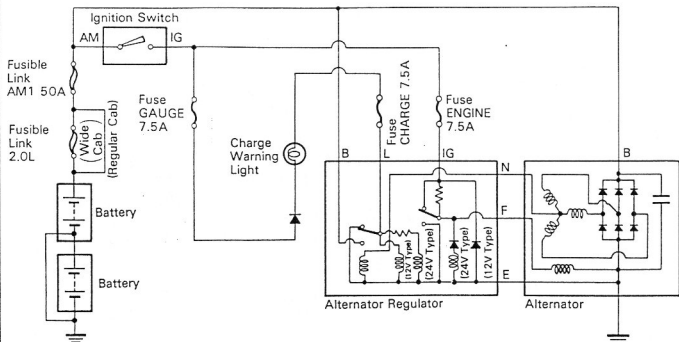 Ignition Switch
AM
IG
Fusible
Link
AM1 50A
Fusible
Link
2.0L
(Wide
Cab)
(Regular Cab)
Fuse
GAUGE
7.5A
Charge
Warning
Light
Fuse
CHARGE 7.5A
Fuse
ENGINE
7.5A
Battery
Battery
B
L
IG
N
F
E
B
(12V Type)
(24V Type)
(24V Type)
(12V Type)
Alternator Regulator
Alternator